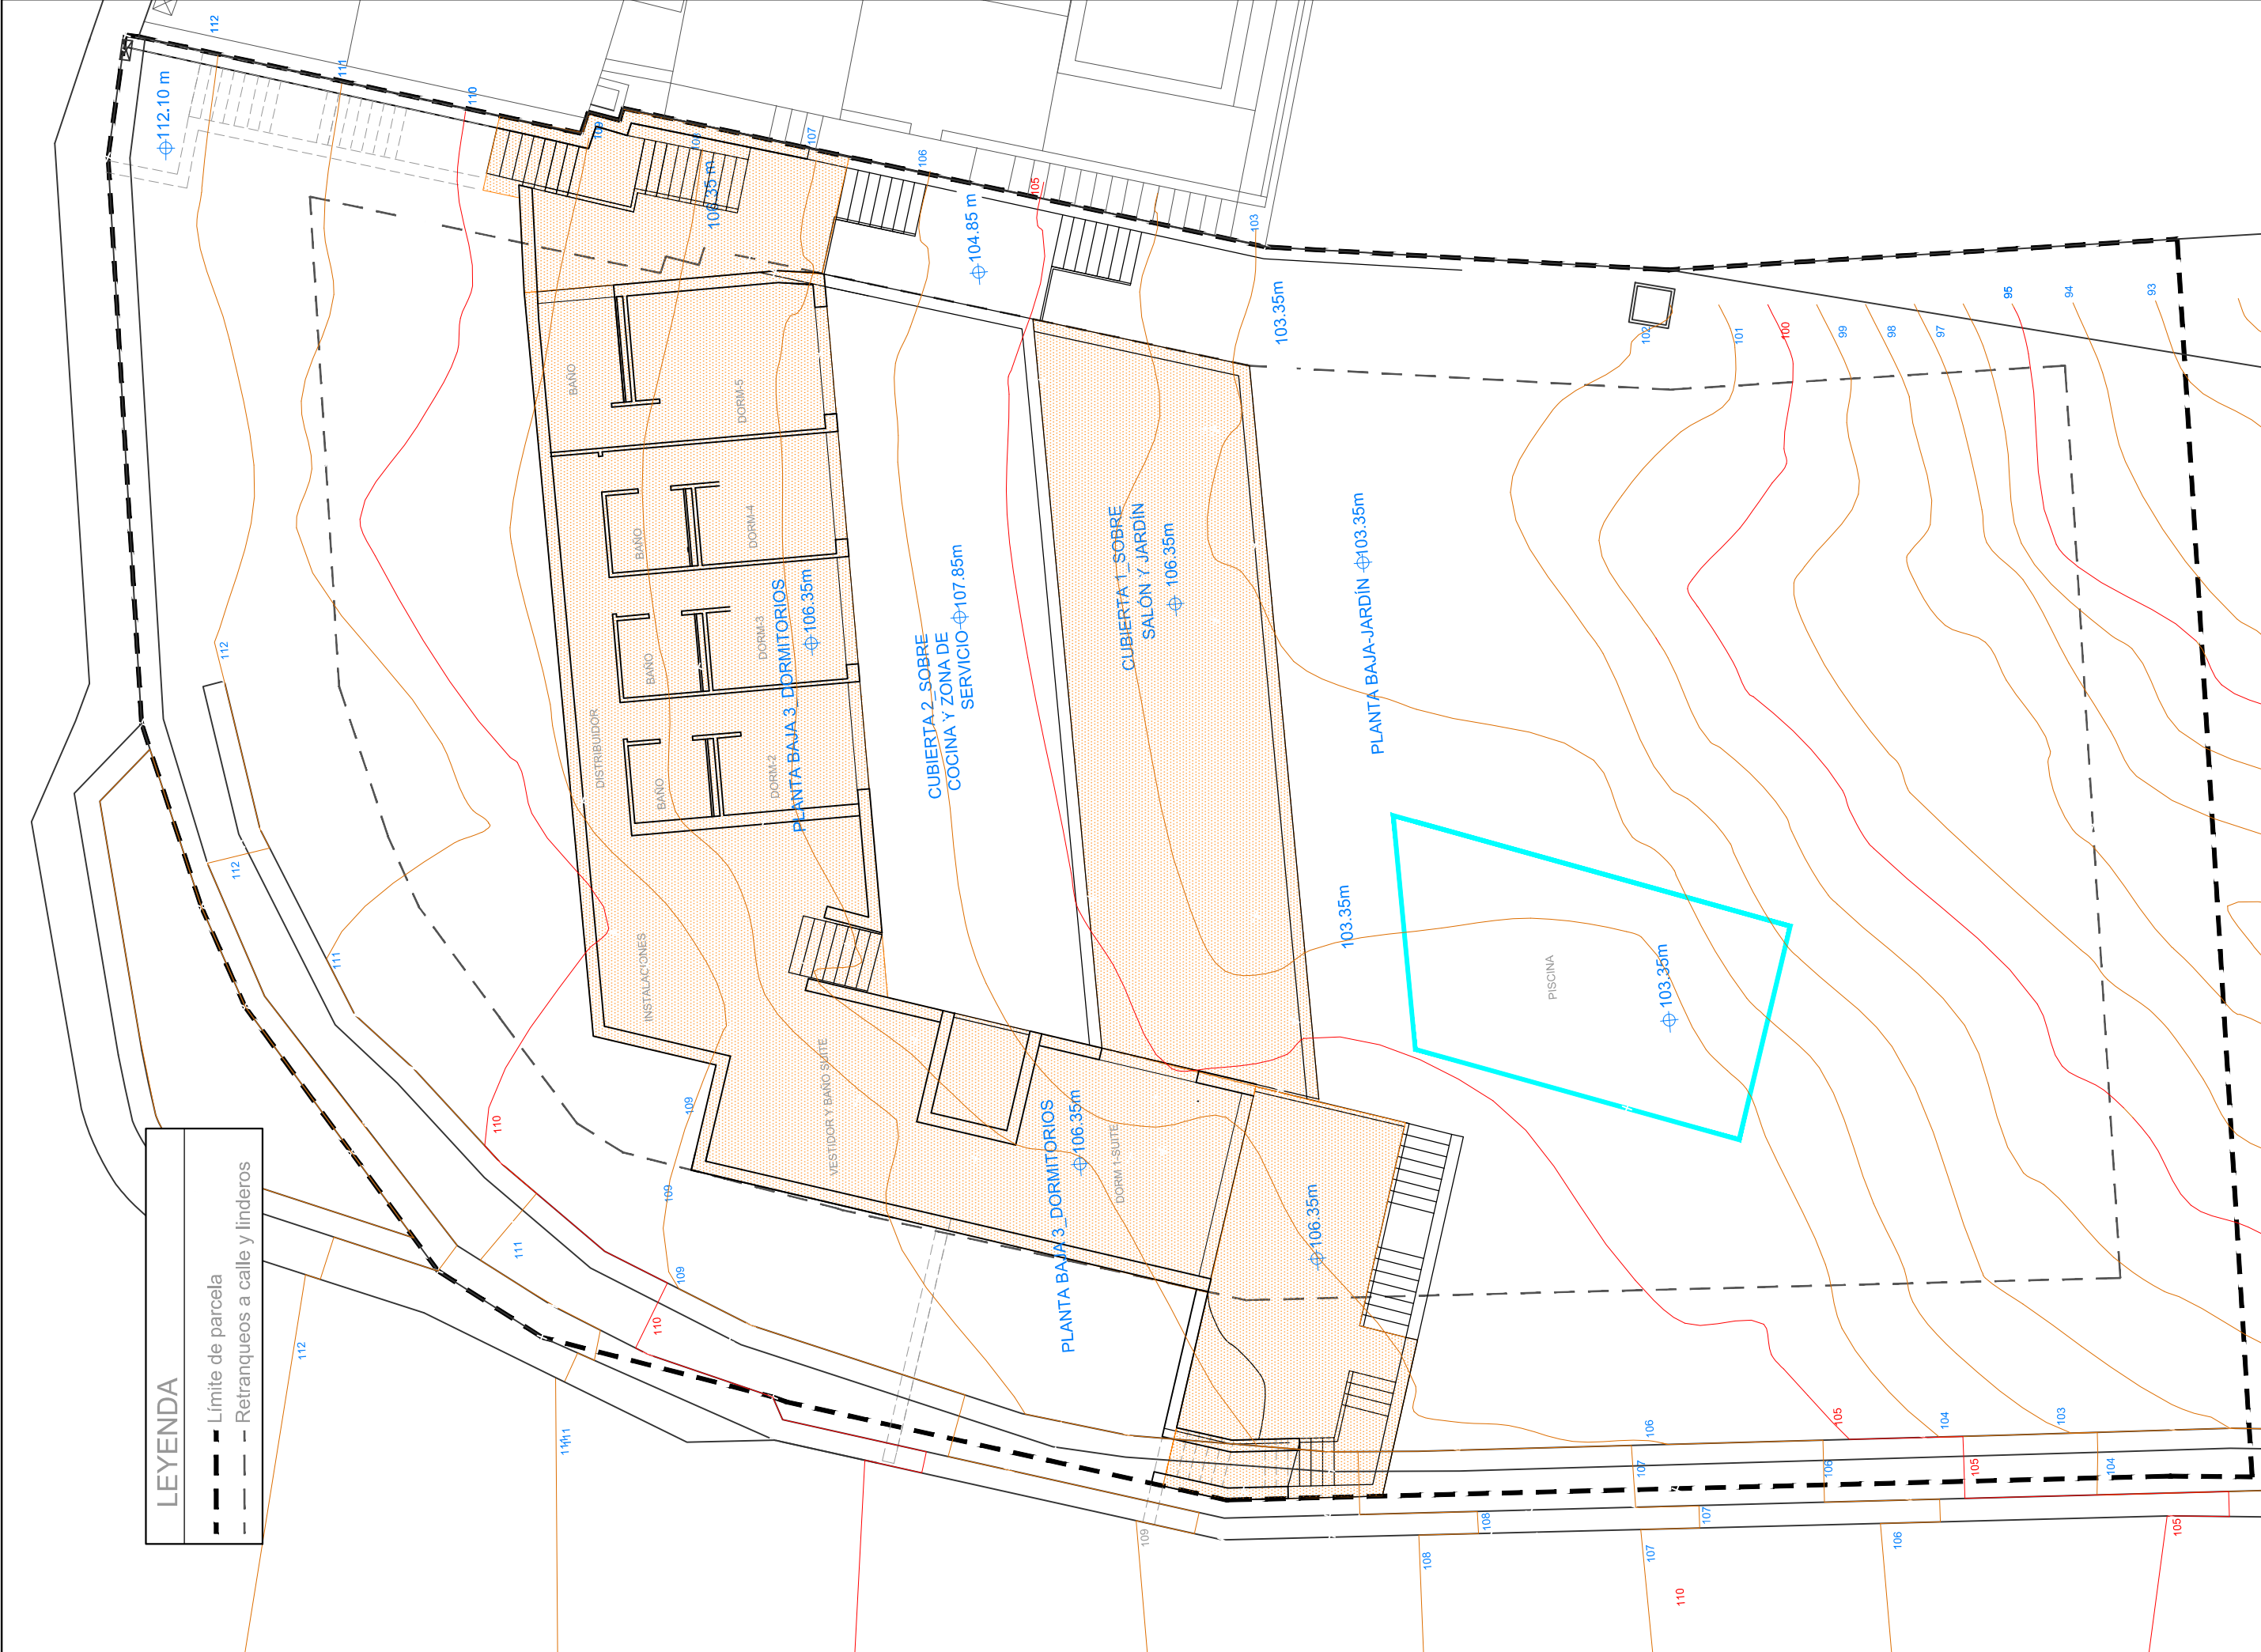 LEYENDA
Límite de parcela
Retranqueos a calle y linderos
112.10 m
112
111
110
109
108
107
106
105
103
106.35 m
104.85 m
103.35m
102
101
100
99
98
97
95
94
93
BAÑO
DORM-5
BAÑO
DORM-4
BAÑO
DORM-3
BAÑO
DORM-2
DISTRIBUIDOR
INSTALACIONES
PLANTA BAJA 3_DORMITORIOS
106.35m
CUBIERTA 2_SOBRE
COCINA Y ZONA DE
SERVICIO 107.85m
CUBIERTA 1_SOBRE
SALÓN Y JARDÍN
106.35m
PLANTA BAJA-JARDÍN 103.35m
103.35m
PISCINA
103.35m
VESTIDOR Y BAÑO SUITE
DORM 1-SUITE
PLANTA BAJA 3_DORMITORIOS
106.35m
106.35m
112
112
111
110
109
109
109
111
110
112
111
111
109
106
105
104
103
107
106
105
104
108
107
108
107
106
105
110